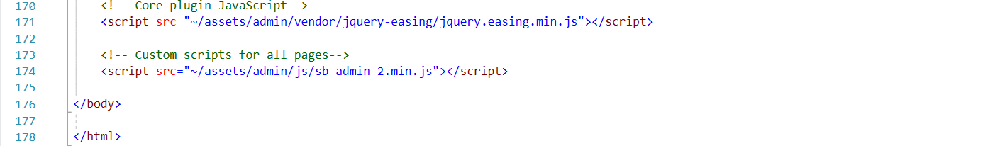 170 <!-- Core plugin JavaScript-->
171 <script src="~/assets/admin/vendor/jquery-easing/jquery.easing.min.js"></script>
172
173 <!-- Custom scripts for all pages-->
174 <script src="~/assets/admin/js/sb-admin-2.min.js"></script>
175
176 </body>
177
178 </html>